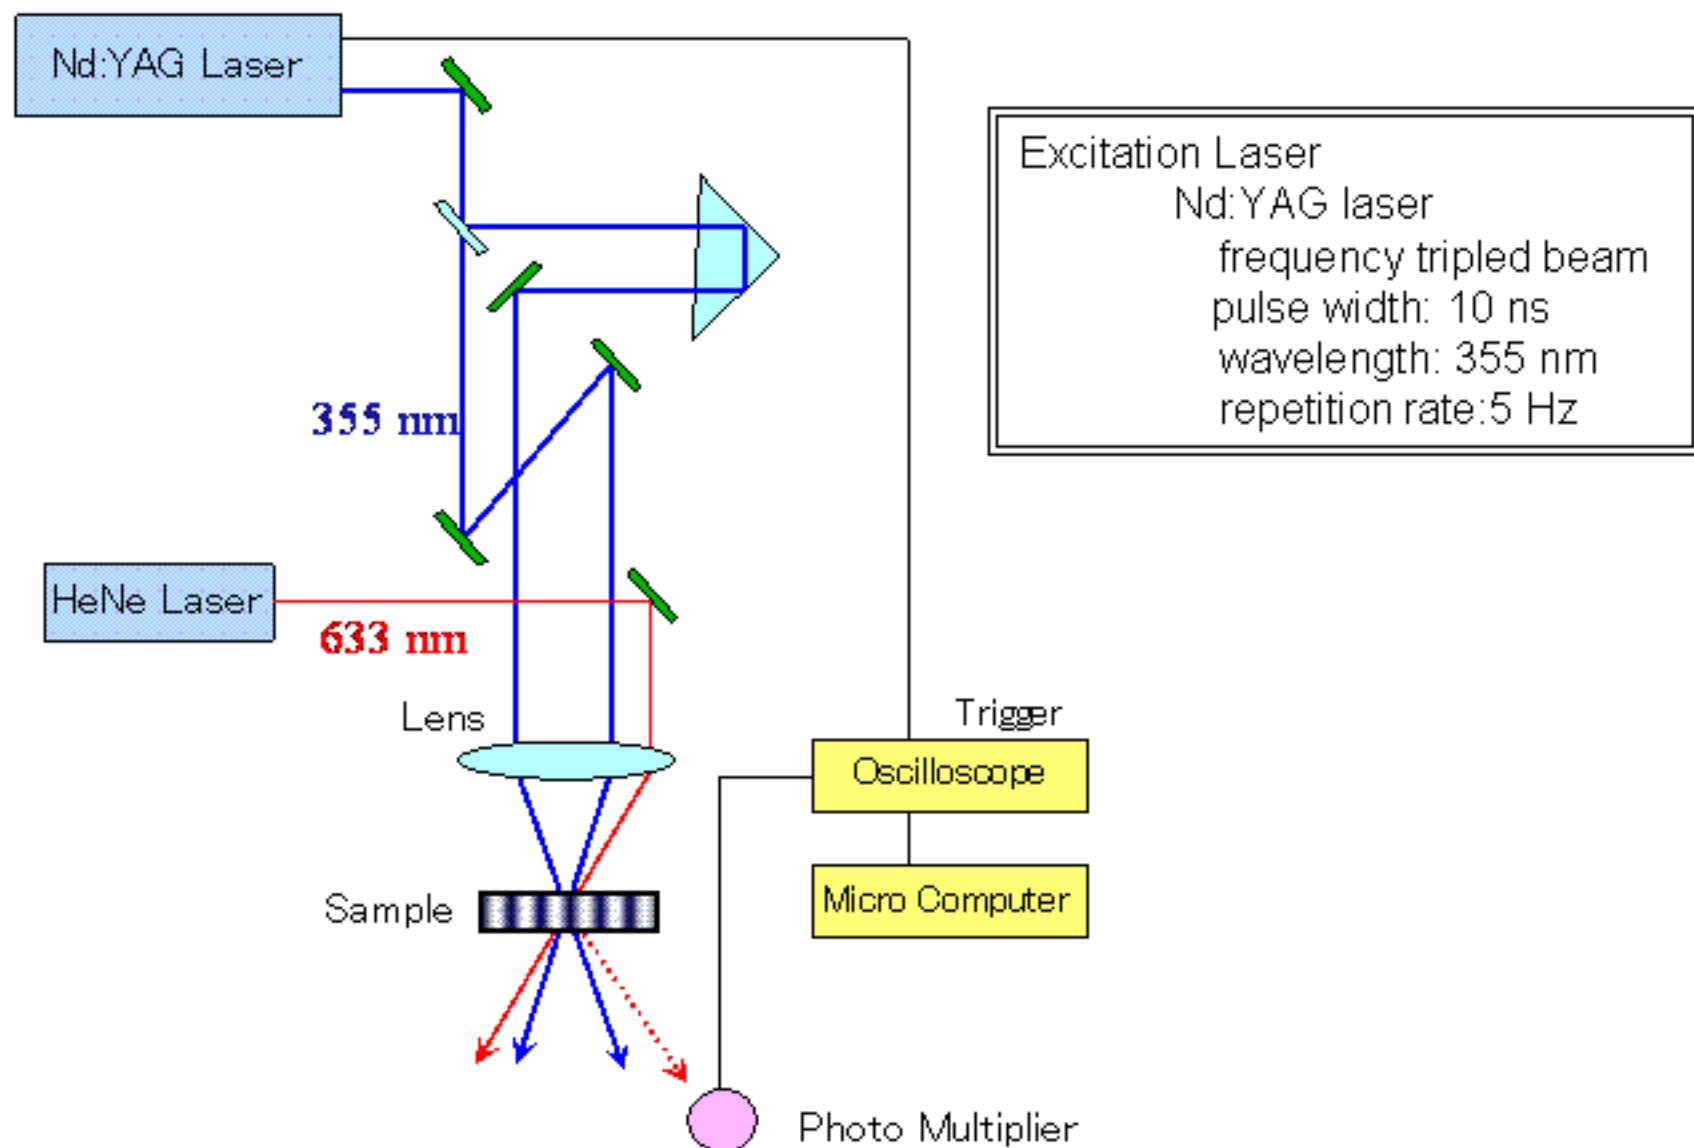 Nd:YAG Laser
Excitation Laser
Nd:YAG laser
frequency tripled beam
pulse width: 10 ns
wavelength: 355 nm
repetition rate:5 Hz
355 nm
HeNe Laser
633 nm
Lens
Trigger
Oscilloscope
Micro Computer
Sample
Photo Multiplier